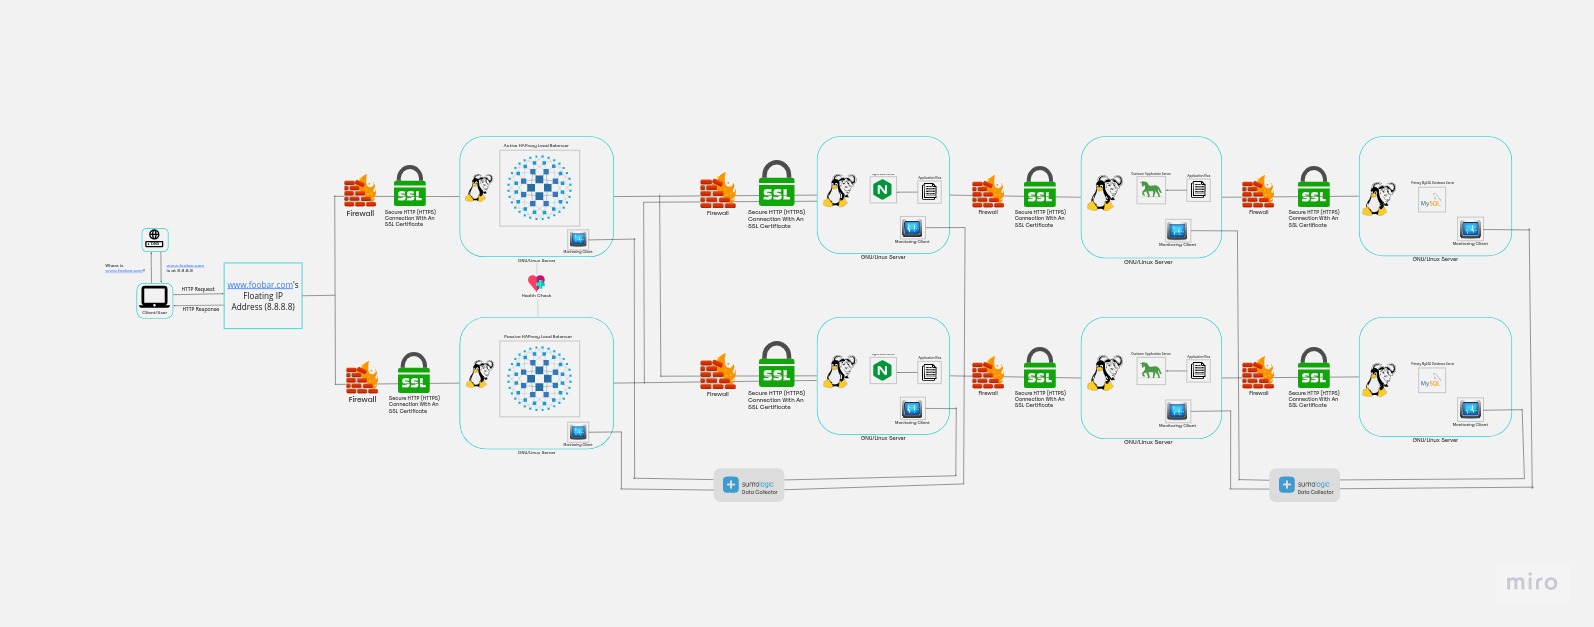 Where is
www.foobar.com?
www.foobar.com
is at 8.8.8.8
Client/User
HTTP Request
HTTP Response
www.foobar.com's
Floating IP
Address (8.8.8.8)
Firewall
SSL
Secure HTTP (HTTPS)
Connection With An
SSL Certificate
Active HAProxy Load Balancer
Monitoring Client
GNU/Linux Server
Health Check
Firewall
SSL
Secure HTTP (HTTPS)
Connection With An
SSL Certificate
Passive HAProxy Load Balancer
Monitoring Client
GNU/Linux Server
Firewall
SSL
Secure HTTP (HTTPS)
Connection With An
SSL Certificate
N
Application files
Monitoring Client
GNU/Linux Server
Firewall
SSL
Secure HTTP (HTTPS)
Connection With An
SSL Certificate
Application Server
Application files
Monitoring Client
GNU/Linux Server
Firewall
SSL
Secure HTTP (HTTPS)
Connection With An
SSL Certificate
Primary MySQL Database Server
MySQL
Monitoring Client
GNU/Linux Server
Firewall
SSL
Secure HTTP (HTTPS)
Connection With An
SSL Certificate
N
Application files
Monitoring Client
GNU/Linux Server
Firewall
SSL
Secure HTTP (HTTPS)
Connection With An
SSL Certificate
Application Server
Application files
Monitoring Client
GNU/Linux Server
Firewall
SSL
Secure HTTP (HTTPS)
Connection With An
SSL Certificate
Primary MySQL Database Server
MySQL
Monitoring Client
GNU/Linux Server
sumologic
Data Collector
sumologic
Data Collector
miro